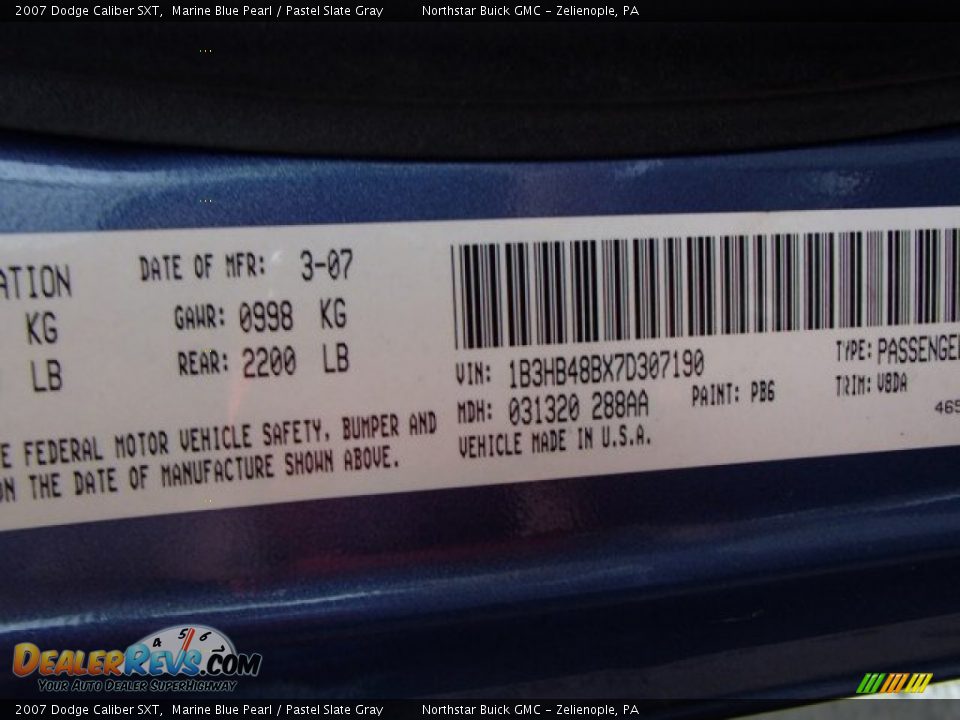 2007 Dodge Caliber SXT, Marine Blue Pearl / Pastel Slate Gray Northstar Buick GMC - Zelienople, PA
DATE OF MFR: 3-07
ATION
GAWR: 0998 KG
KG
REAR: 2200 LB
LB
VIN: 1B3HB48BX7D307190
TYPE: PASSENGE
MDH: 031320 288AA
PAINT: PB6
TRIM: V8DA
465
VEHICLE MADE IN U.S.A.
E FEDERAL MOTOR VEHICLE SAFETY, BUMPER AND
ON THE DATE OF MANUFACTURE SHOWN ABOVE.
4 5 6
DEALERREVS.COM
YOUR AUTO DEALER SUPERHIGHWAY
2007 Dodge Caliber SXT, Marine Blue Pearl / Pastel Slate Gray Northstar Buick GMC - Zelienople, PA